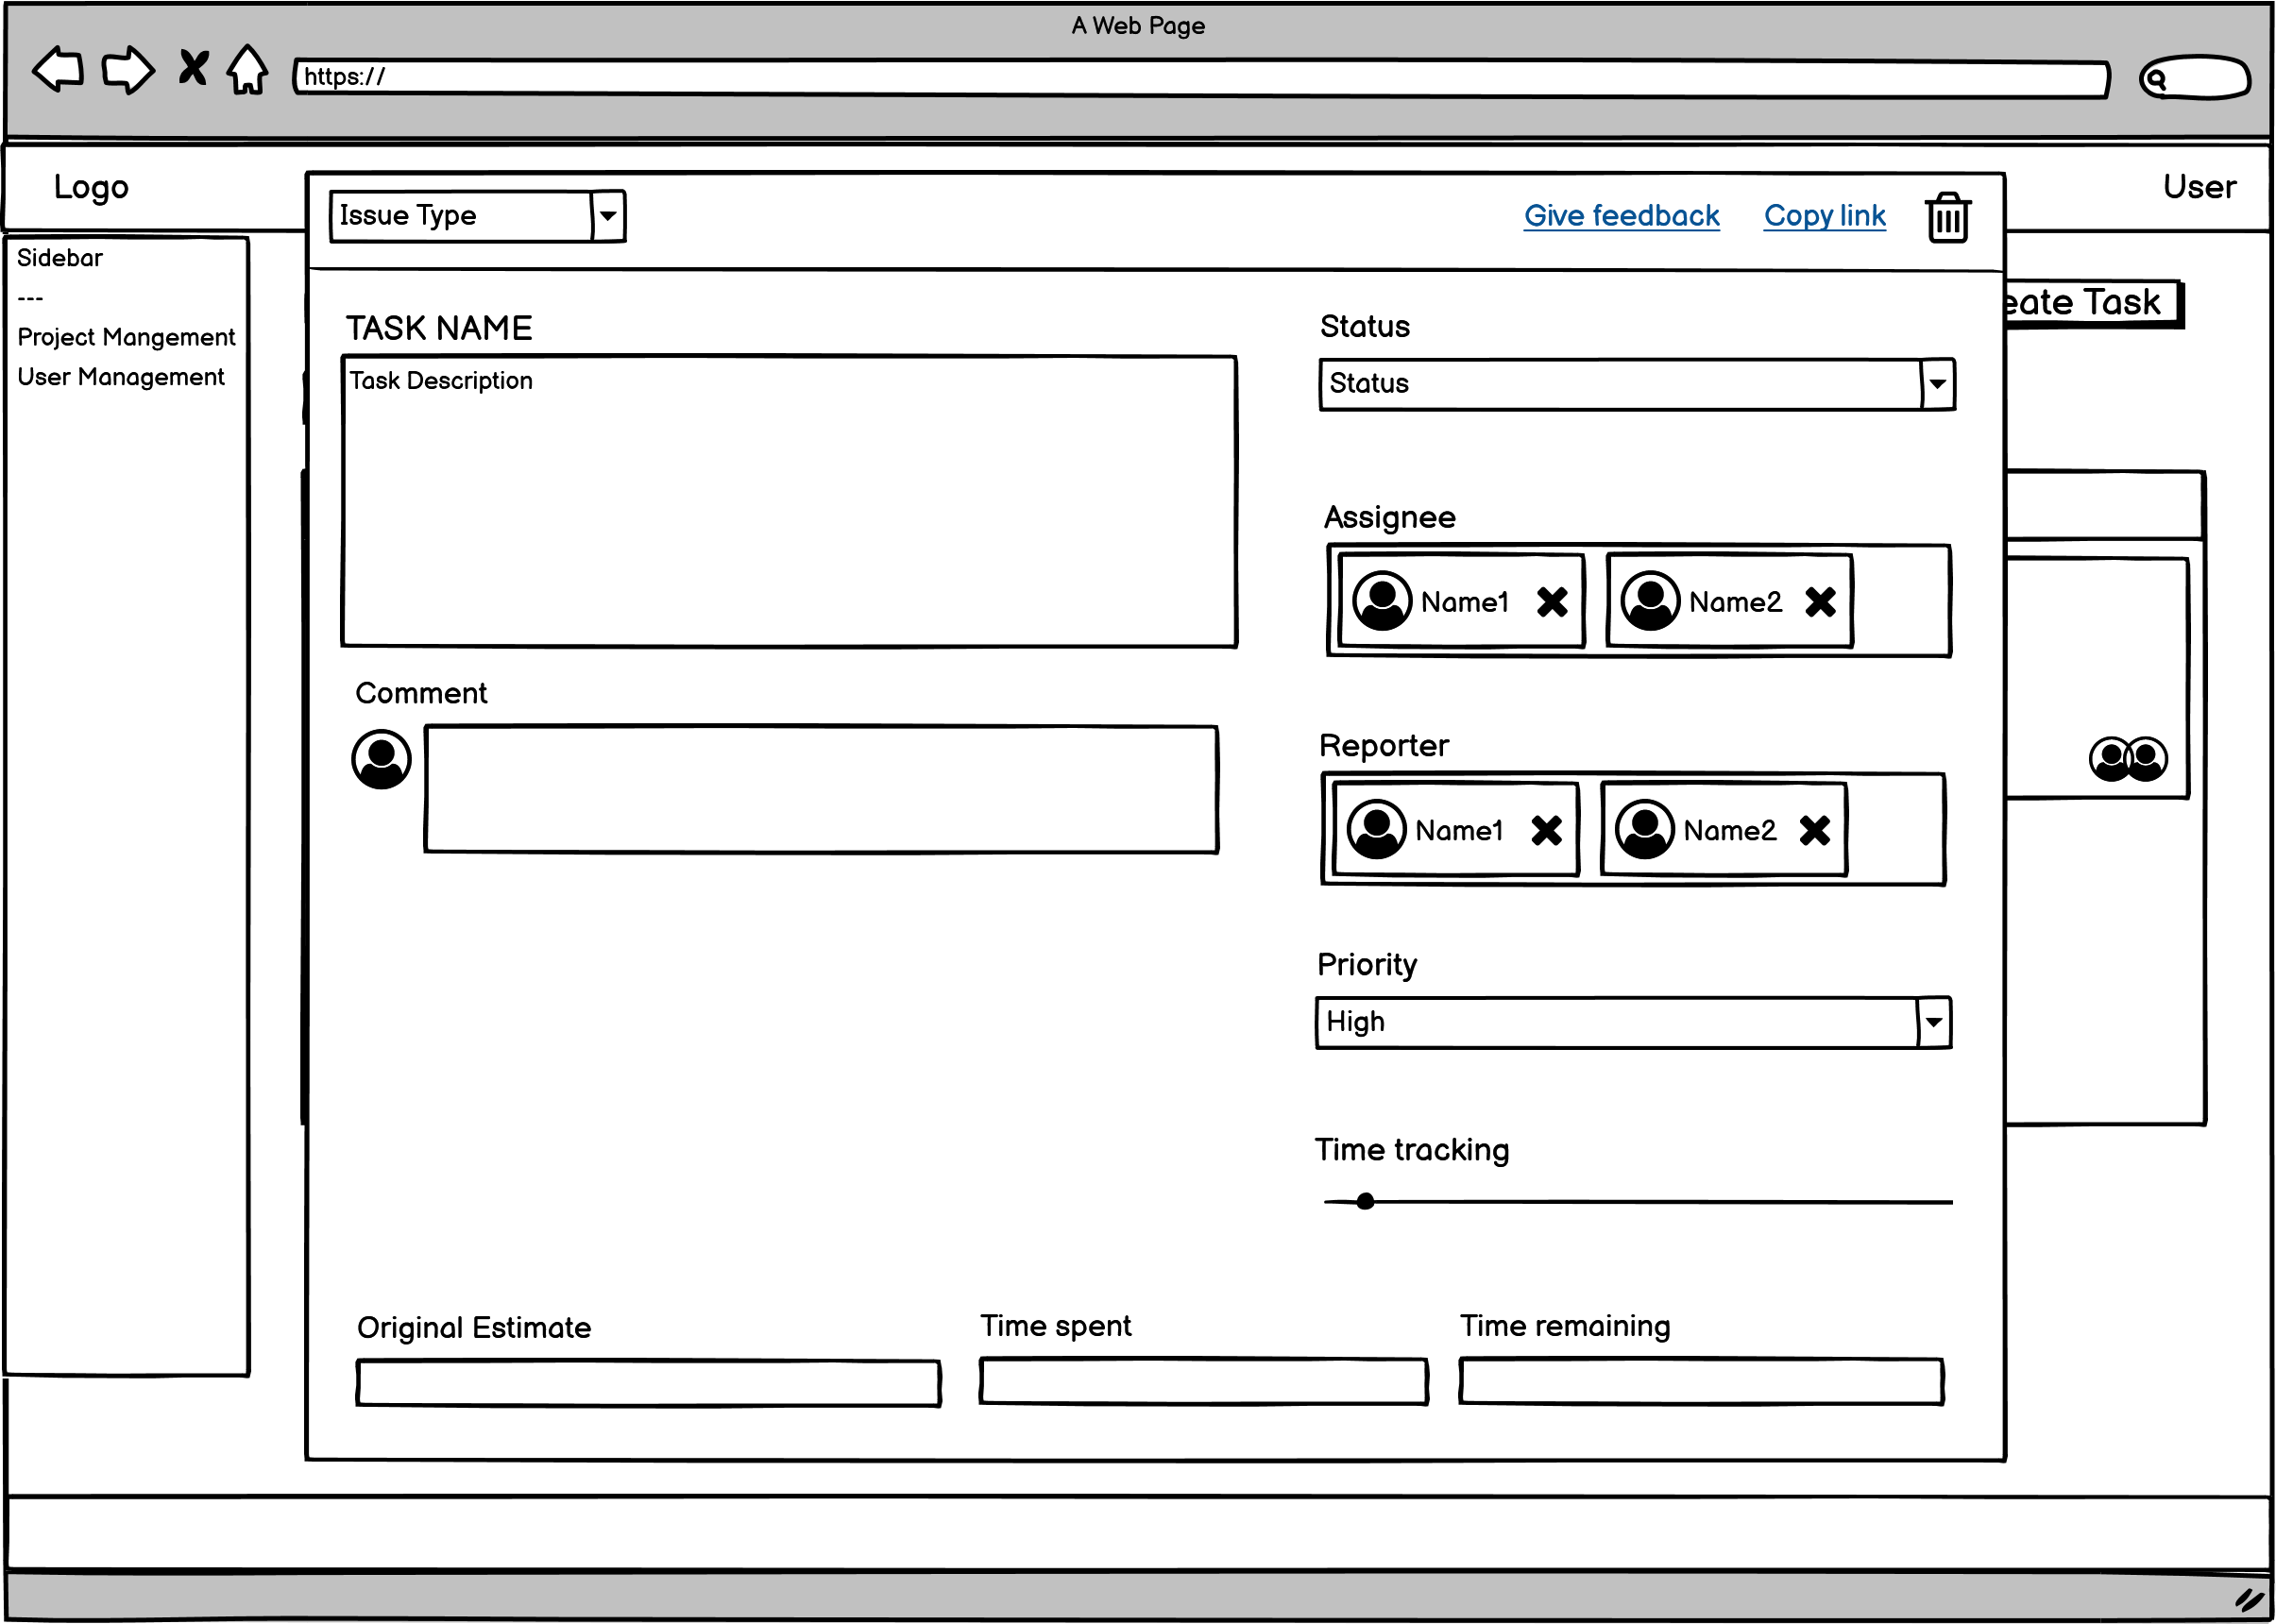 A Web Page
https://
Logo
User
Sidebar
---
Project Mangement
User Management
Issue Type
Give feedback
Copy link
eate Task
TASK NAME
Task Description
Comment
Status
Status
Assignee
Name1
Name2
Reporter
Name1
Name2
Priority
High
Time tracking
Original Estimate
Time spent
Time remaining